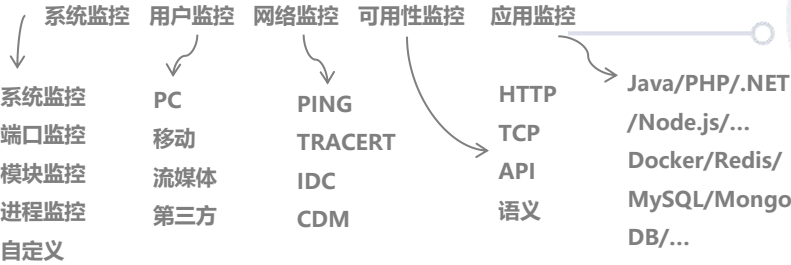 系统监控 用户监控 网络监控 可用性监控 应用监控
系统监控
端口监控
模块监控
进程监控
自定义
PC
移动
流媒体
第三方
PING
TRACERT
IDC
CDM
HTTP
TCP
API
语义
Java/PHP/.NET
/Node.js/...
Docker/Redis/
MySQL/Mongo
DB/...